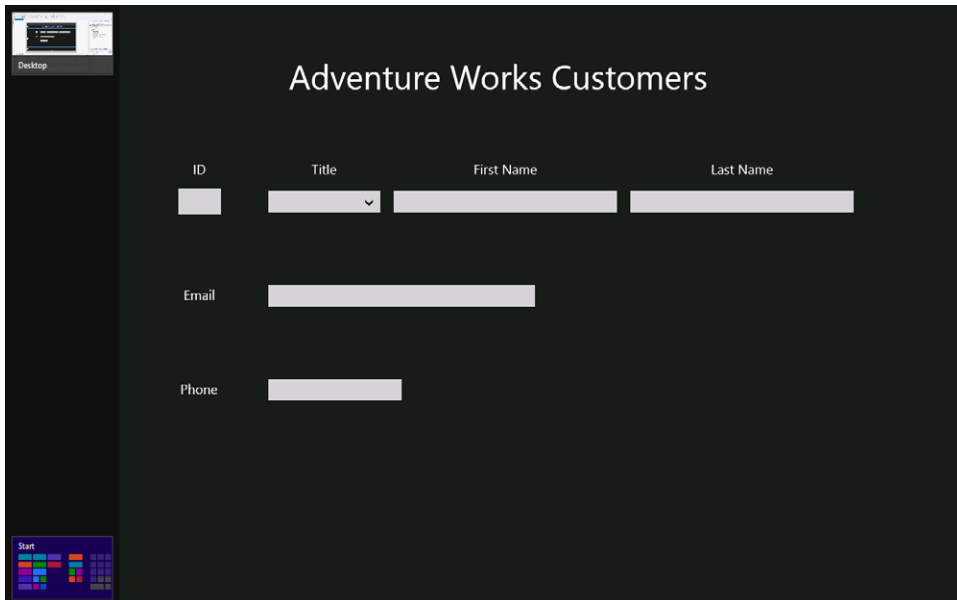 Desktop
Adventure Works Customers
ID Title First Name Last Name
Email
Phone
Start